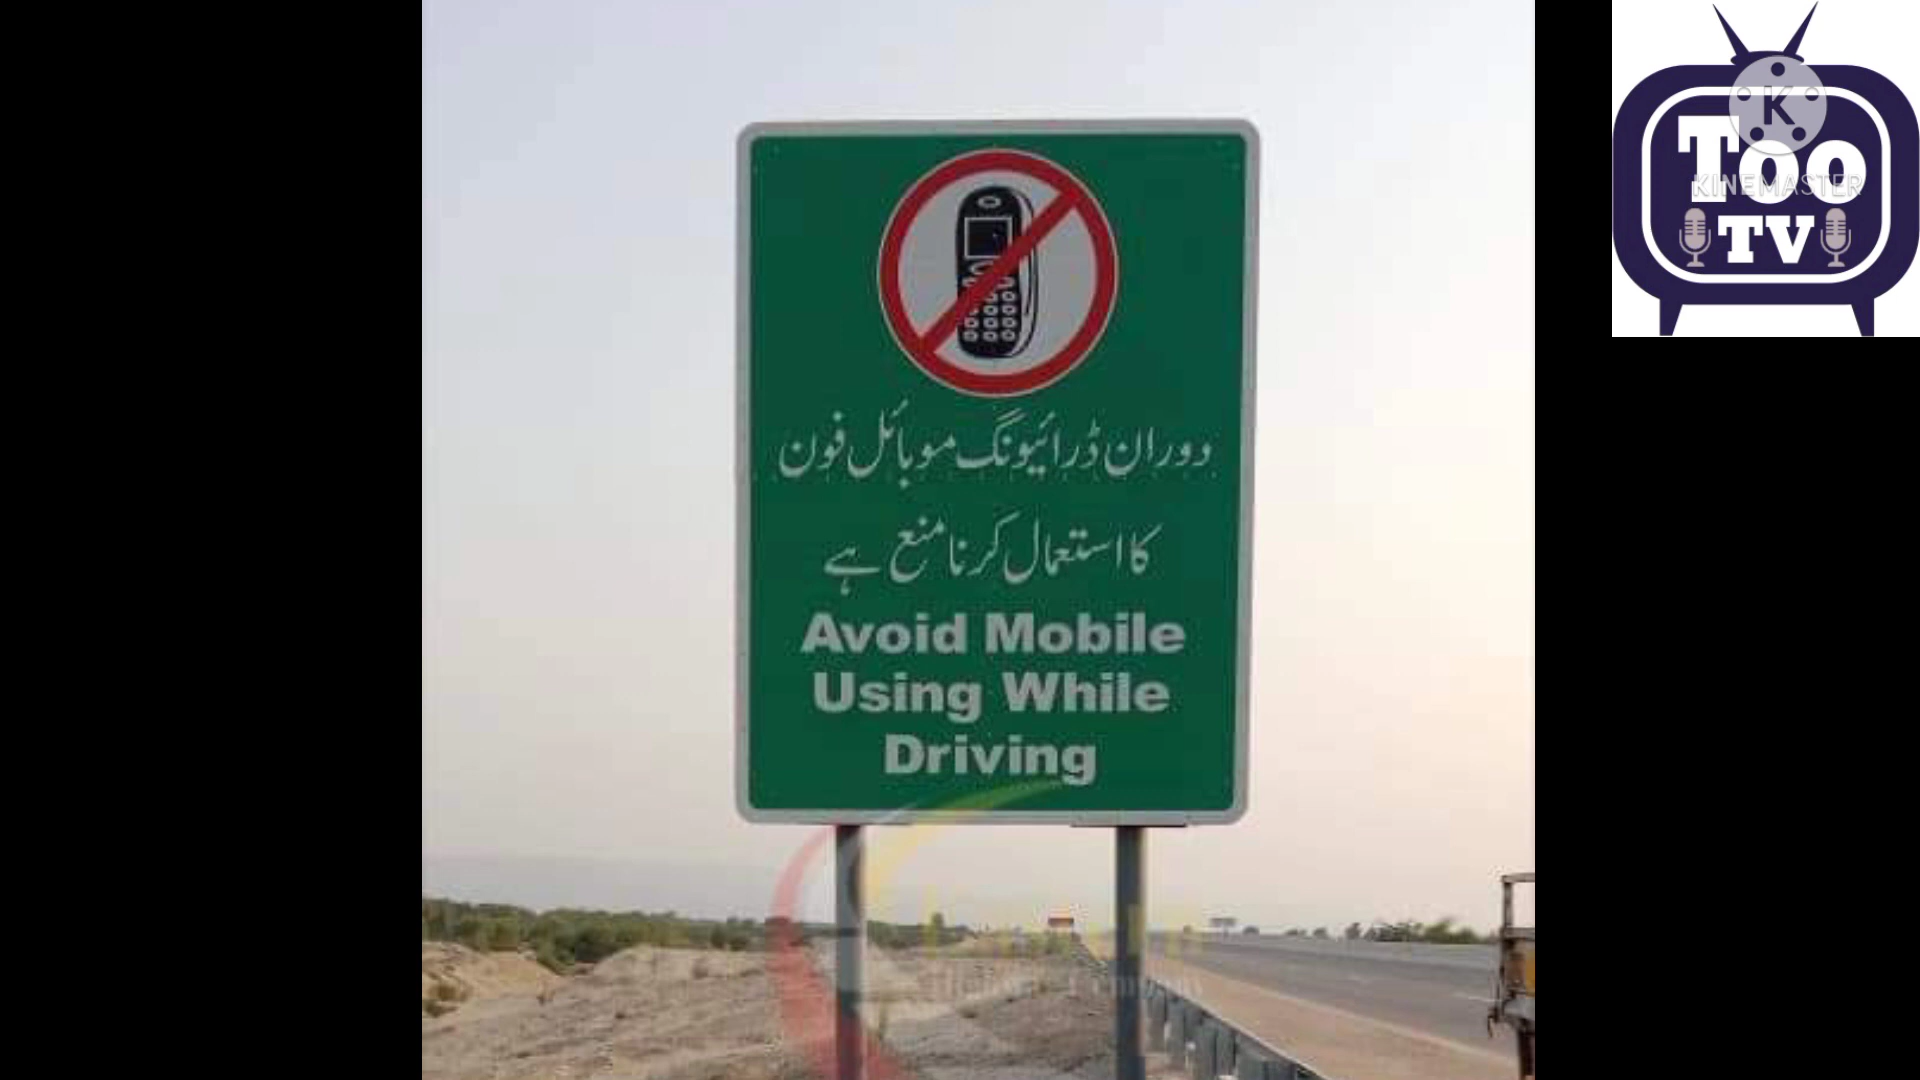 دوران ڈرائیونگ موبائل فون
کا استعمال کرنا منع ہے
Avoid Mobile
Using While
Driving
K
KINEMASTER
Too
TV